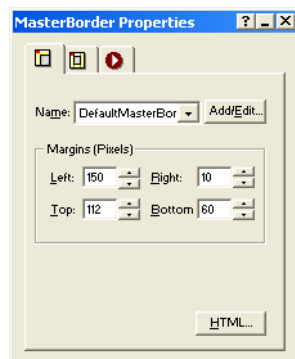 MasterBorder Properties
Name: DefaultMasterBor Add/Edit...
Margins (Pixels)
Left: 150 Right: 10
Top: 112 Bottom 60
HTML...